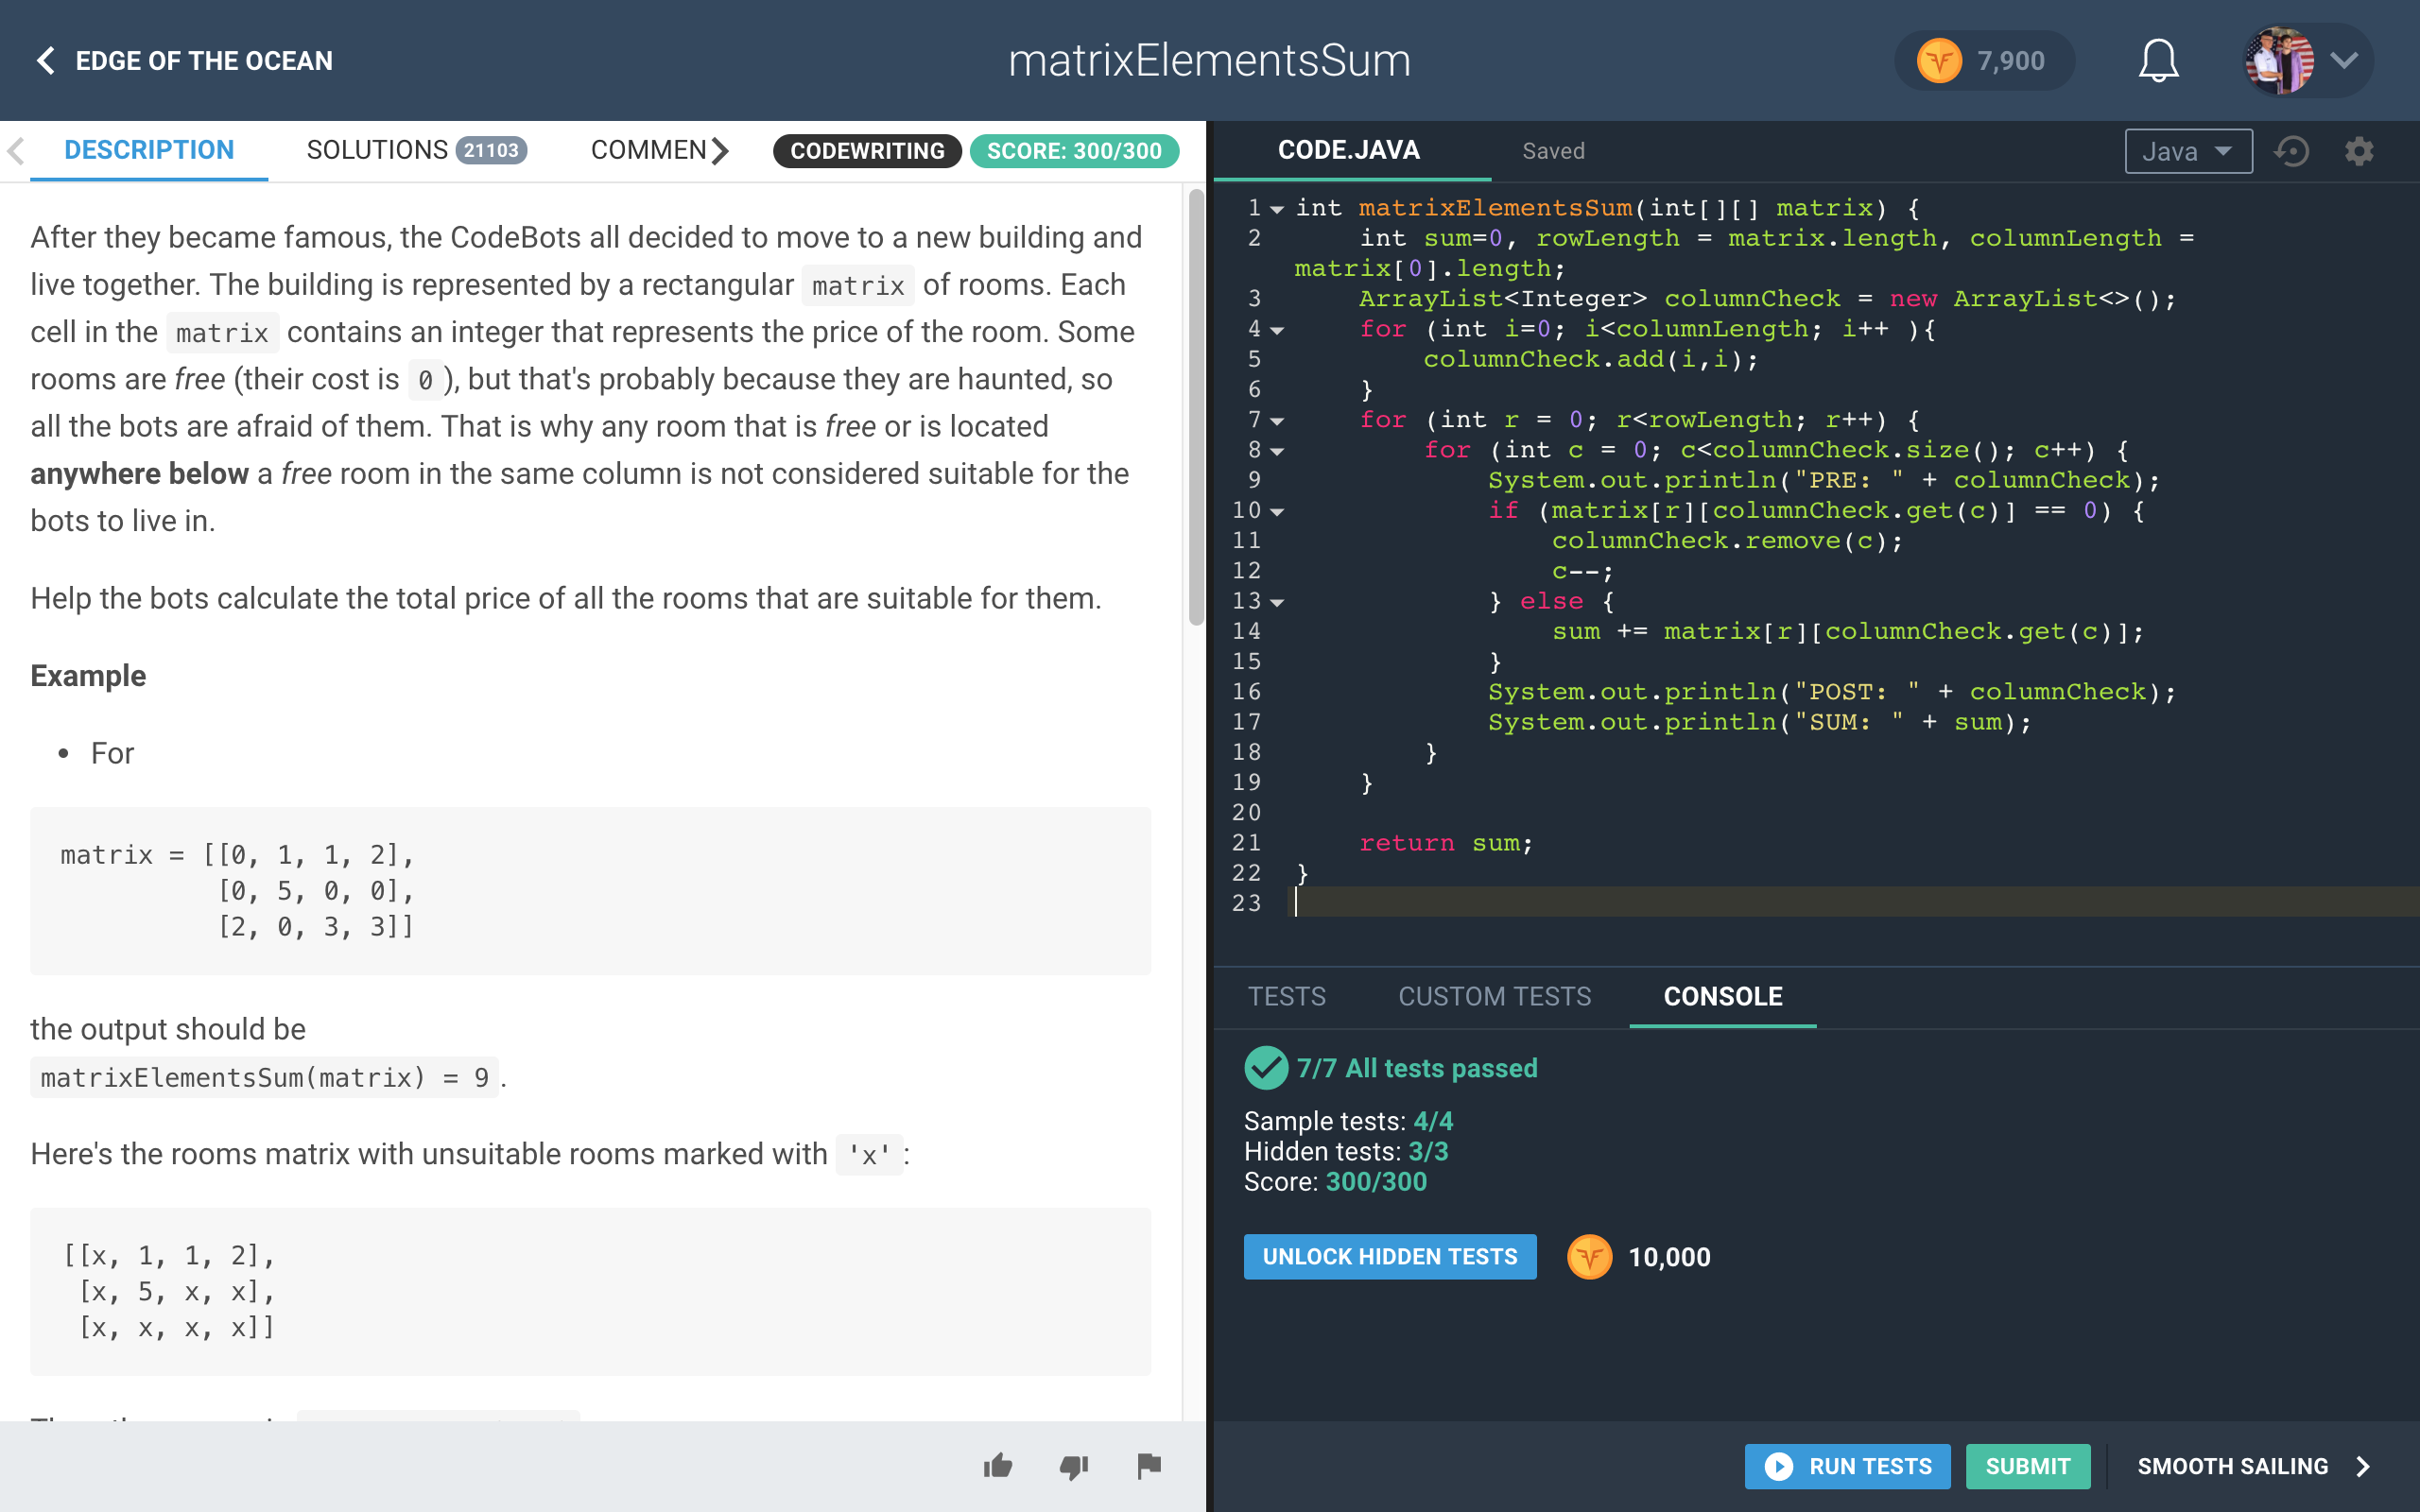 EDGE OF THE OCEAN
matrixElementsSum
7,900
DESCRIPTION
SOLUTIONS 21103
COMMEN
CODEWRITING
SCORE: 300/300
After they became famous, the CodeBots all decided to move to a new building and
live together. The building is represented by a rectangular matrix of rooms. Each
cell in the matrix contains an integer that represents the price of the room. Some
rooms are free (their cost is 0), but that's probably because they are haunted, so
all the bots are afraid of them. That is why any room that is free or is located
anywhere below a free room in the same column is not considered suitable for the
bots to live in.
Help the bots calculate the total price of all the rooms that are suitable for them.
Example
• For
matrix = [[0, 1, 1, 2],
[0, 5, 0, 0],
[2, 0, 3, 3]]
the output should be
matrixElementsSum(matrix) = 9.
Here's the rooms matrix with unsuitable rooms marked with 'x':
[[x, 1, 1, 2],
[x, 5, x, x],
[x, x, x, x]]
CODE.JAVA
Saved
Java
1 int matrixElementsSum(int[][] matrix) {
2 int sum=0, rowLength = matrix.length, columnLength =
matrix[0].length;
3 ArrayList<Integer> columnCheck = new ArrayList<>();
4 for (int i=0; i<columnLength; i++ ){
5 columnCheck.add(i,i);
6 }
7 for (int r = 0; r<rowLength; r++) {
8 for (int c = 0; c<columnCheck.size(); c++) {
9 System.out.println("PRE: " + columnCheck);
10 if (matrix[r][columnCheck.get(c)] == 0) {
11 columnCheck.remove(c);
12 c--;
13 } else {
14 sum += matrix[r][columnCheck.get(c)];
15 }
16 System.out.println("POST: " + columnCheck);
17 System.out.println("SUM: " + sum);
18 }
19 }
20
21 return sum;
22 }
23
TESTS
CUSTOM TESTS
CONSOLE
7/7 All tests passed
Sample tests: 4/4
Hidden tests: 3/3
Score: 300/300
UNLOCK HIDDEN TESTS
10,000
RUN TESTS
SUBMIT
SMOOTH SAILING